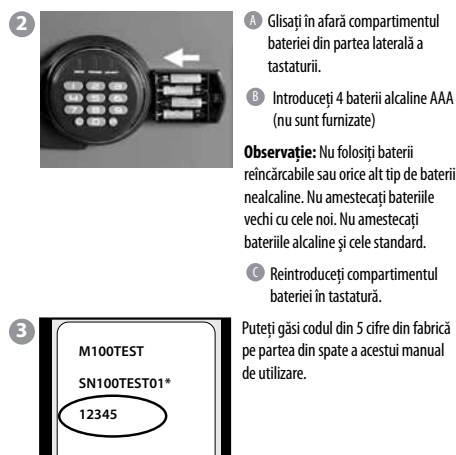 2
A Glisați în afară compartimentul
bateriei din partea laterală a
tastaturii.
B Introduceți 4 baterii alcaline AAA
(nu sunt furnizate)
Observație: Nu folosiți baterii
reîncărcabile sau orice alt tip de baterii
nealcaline. Nu amestecați bateriile
vechi cu cele noi. Nu amestecați
bateriile alcaline și cele standard.
C Reintroduceți compartimentul
bateriei în tastatură.
3
M100TEST
SN100TEST01*
12345
Puteți găsi codul din 5 cifre din fabrică
pe partea din spate a acestui manual
de utilizare.